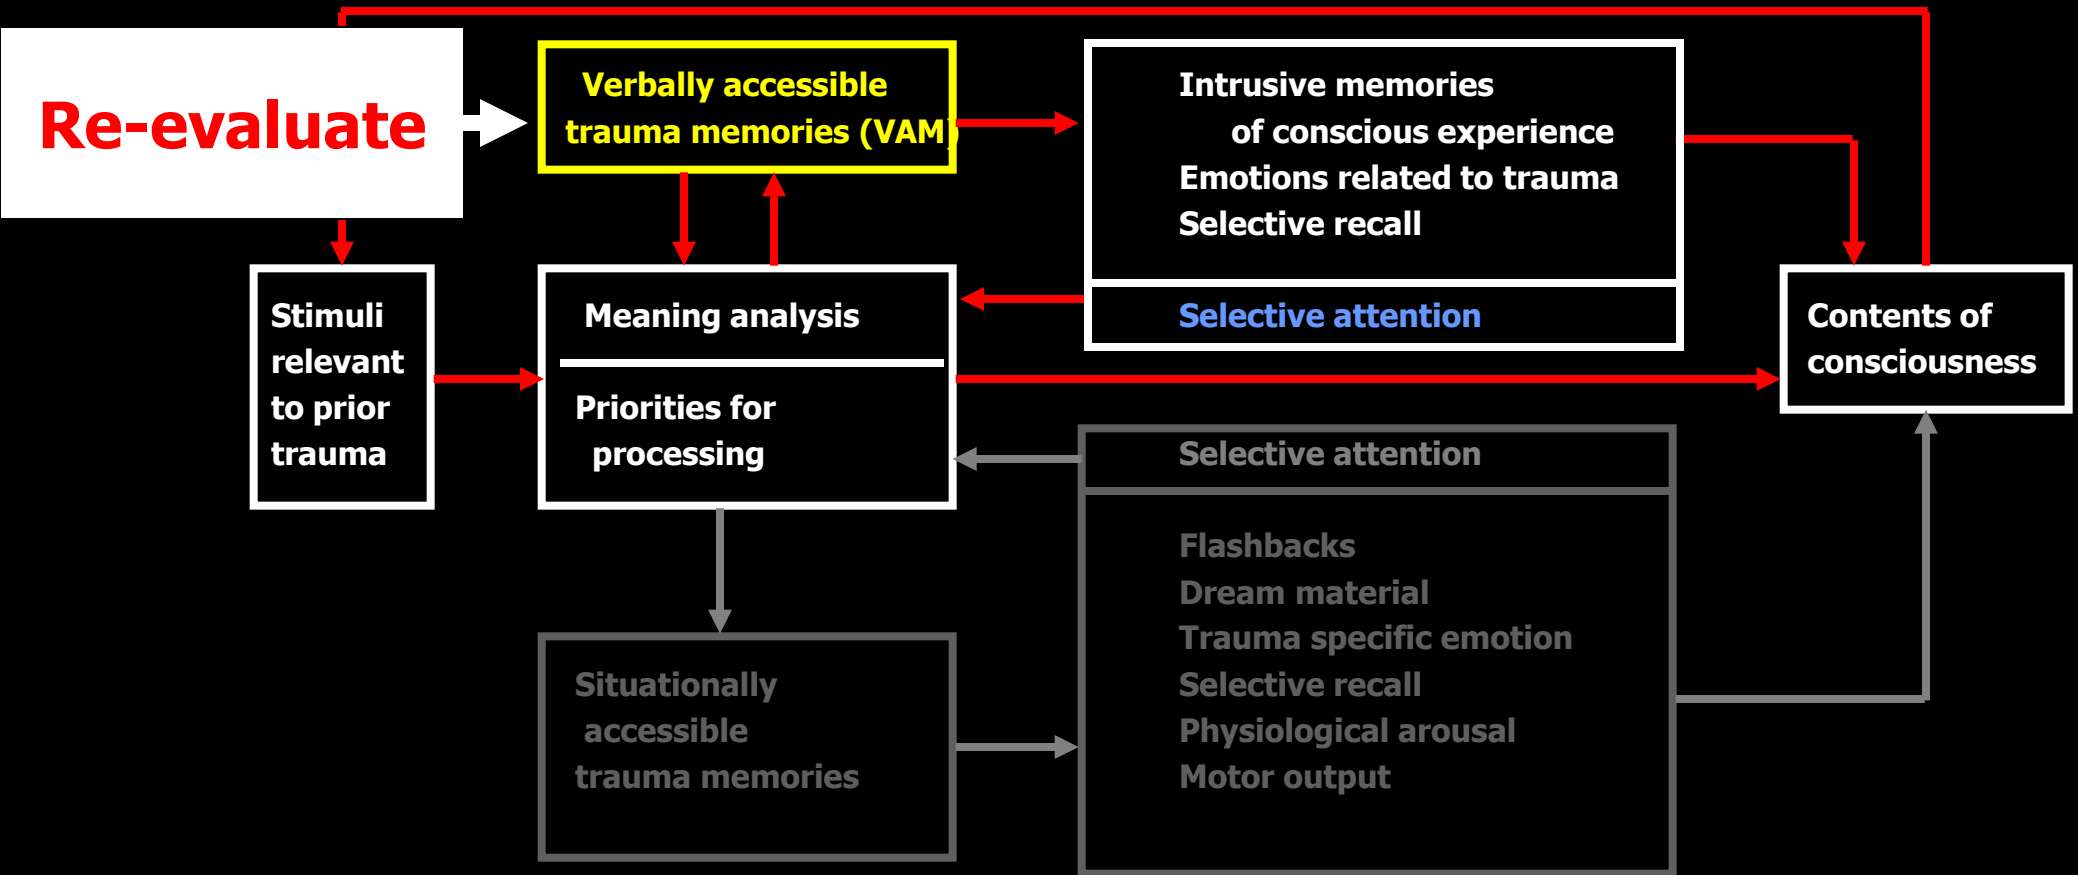 Re-evaluate
Verbally accessible
trauma memories (VAM)
Intrusive memories
of conscious experience
Emotions related to trauma
Selective recall
Selective attention
Stimuli
relevant
to prior
trauma
Meaning analysis
Priorities for
processing
Contents of
consciousness
Selective attention
Flashbacks
Dream material
Trauma specific emotion
Selective recall
Physiological arousal
Motor output
Situationally
accessible
trauma memories